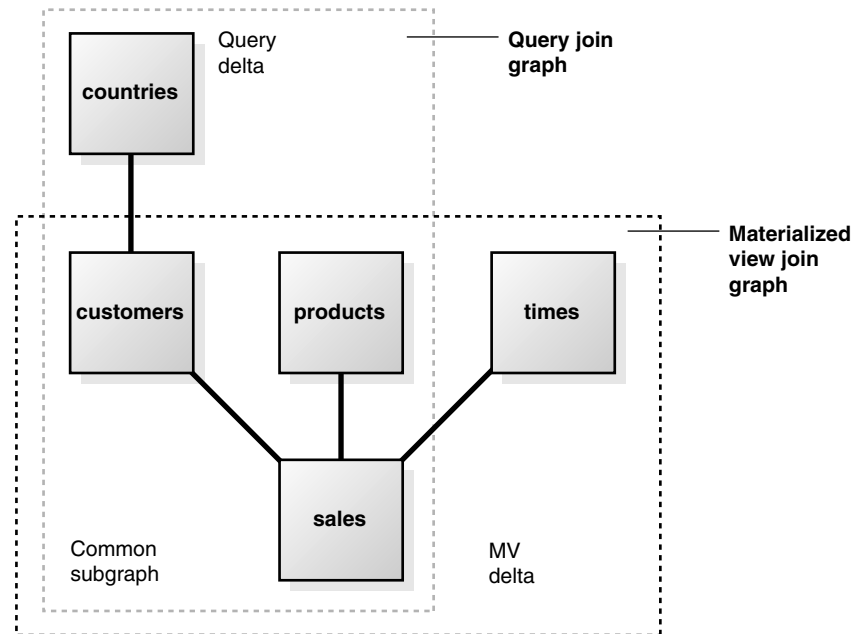 Query
delta
Query join
graph
countries
Materialized
view join
graph
customers
products
times
sales
Common
subgraph
MV
delta